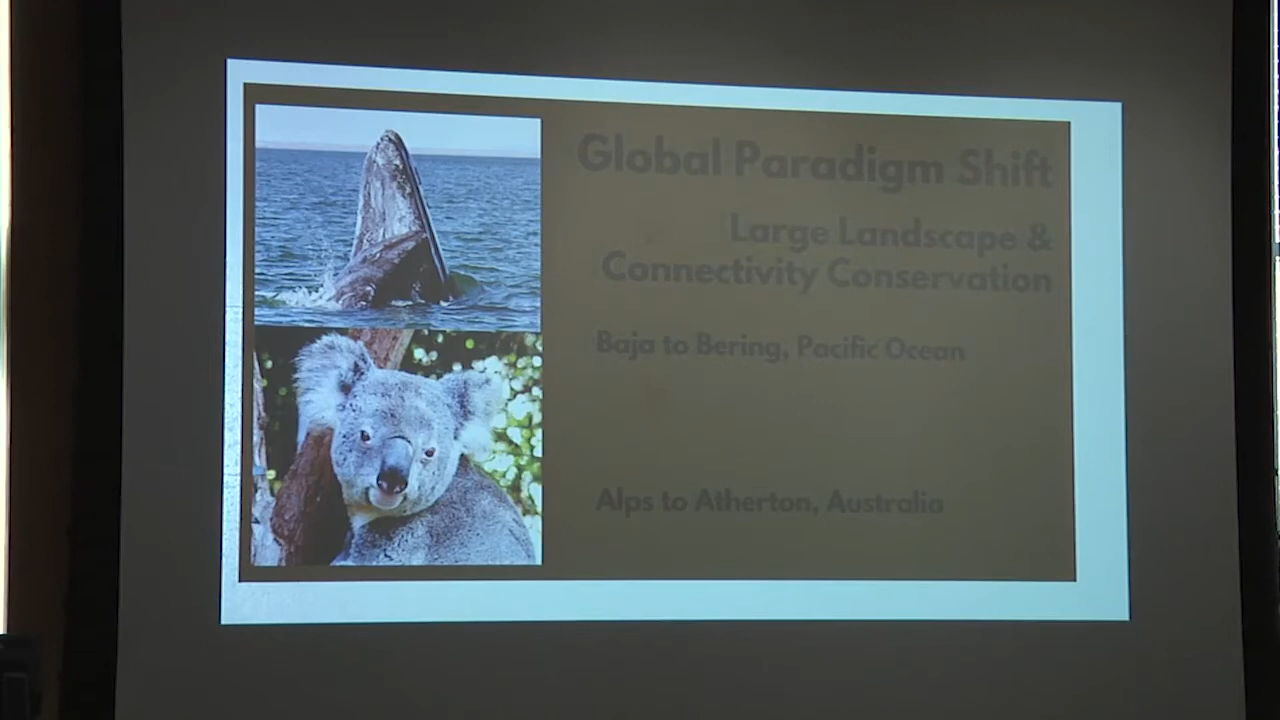 Global Paradigm Shift
Large Landscape &
Connectivity Conservation
Baja to Bering, Pacific Ocean
Alps to Atherton, Australia